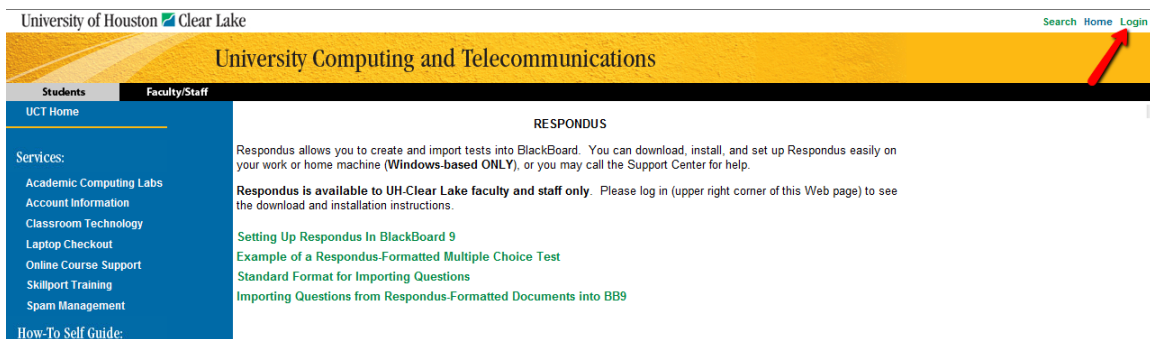 University of Houston Clear Lake
Search Home Login
University Computing and Telecommunications
Students Faculty/Staff
UCT Home
Services:
Academic Computing Labs
Account Information
Classroom Technology
Laptop Checkout
Online Course Support
Skillport Training
Spam Management
How-To Self Guide:
RESPONDUS
Respondus allows you to create and import tests into BlackBoard. You can download, install, and set up Respondus easily on
your work or home machine (Windows-based ONLY), or you may call the Support Center for help.
Respondus is available to UH-Clear Lake faculty and staff only. Please log in (upper right corner of this Web page) to see
the download and installation instructions.
Setting Up Respondus In BlackBoard 9
Example of a Respondus-Formatted Multiple Choice Test
Standard Format for Importing Questions
Importing Questions from Respondus-Formatted Documents into BB9